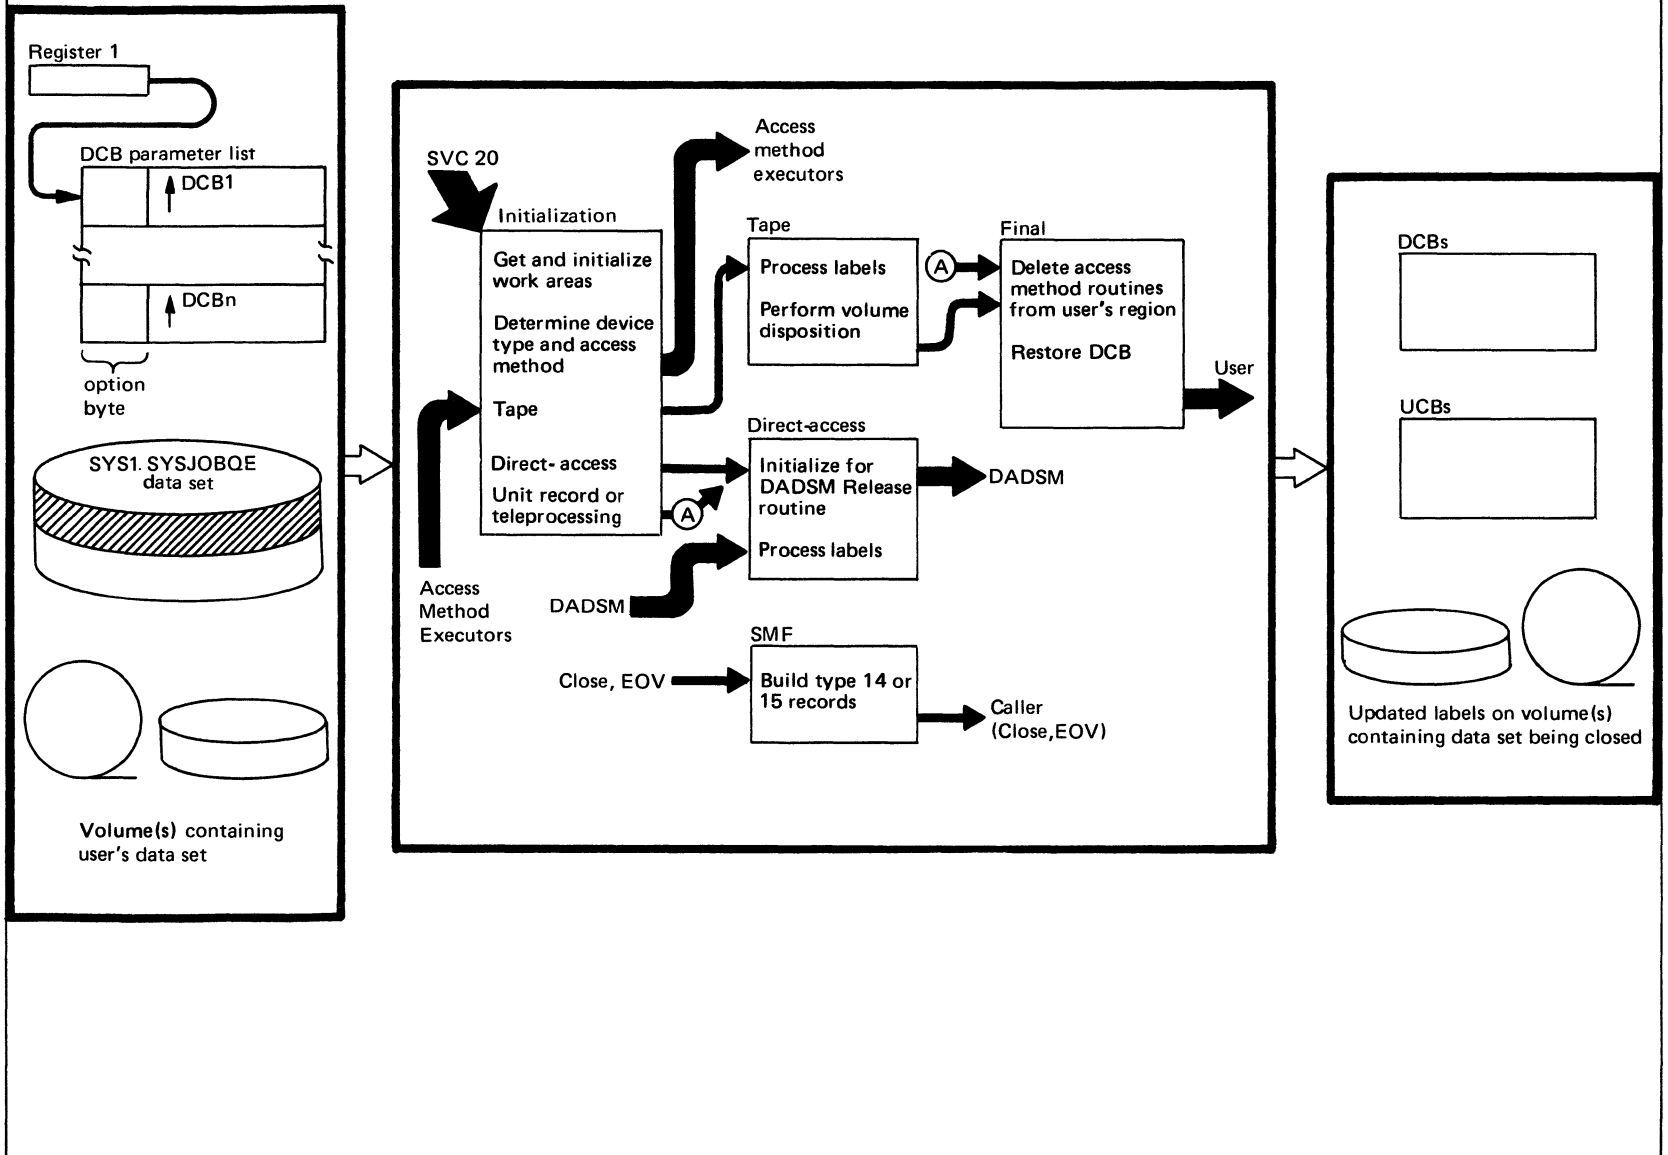 Register 1
DCB parameter list
DCB1
DCBn
option
byte
SYS1. SYSJOBQE
data set
Volume(s) containing
user's data set
SVC 20
Initialization
Get and initialize
work areas
Determine device
type and access
method
Tape
Direct- access
Unit record or
teleprocessing
A
Access
Method
Executors
Access
method
executors
Tape
Process labels
Perform volume
disposition
A
Final
Delete access
method routines
from user's region
Restore DCB
User
Direct-access
Initialize for
DADSM Release
routine
Process labels
DADSM
DADSM
SMF
Close, EOV
Build type 14 or
15 records
Caller
(Close,EOV)
DCBs
UCBs
Updated labels on volume(s)
containing data set being closed